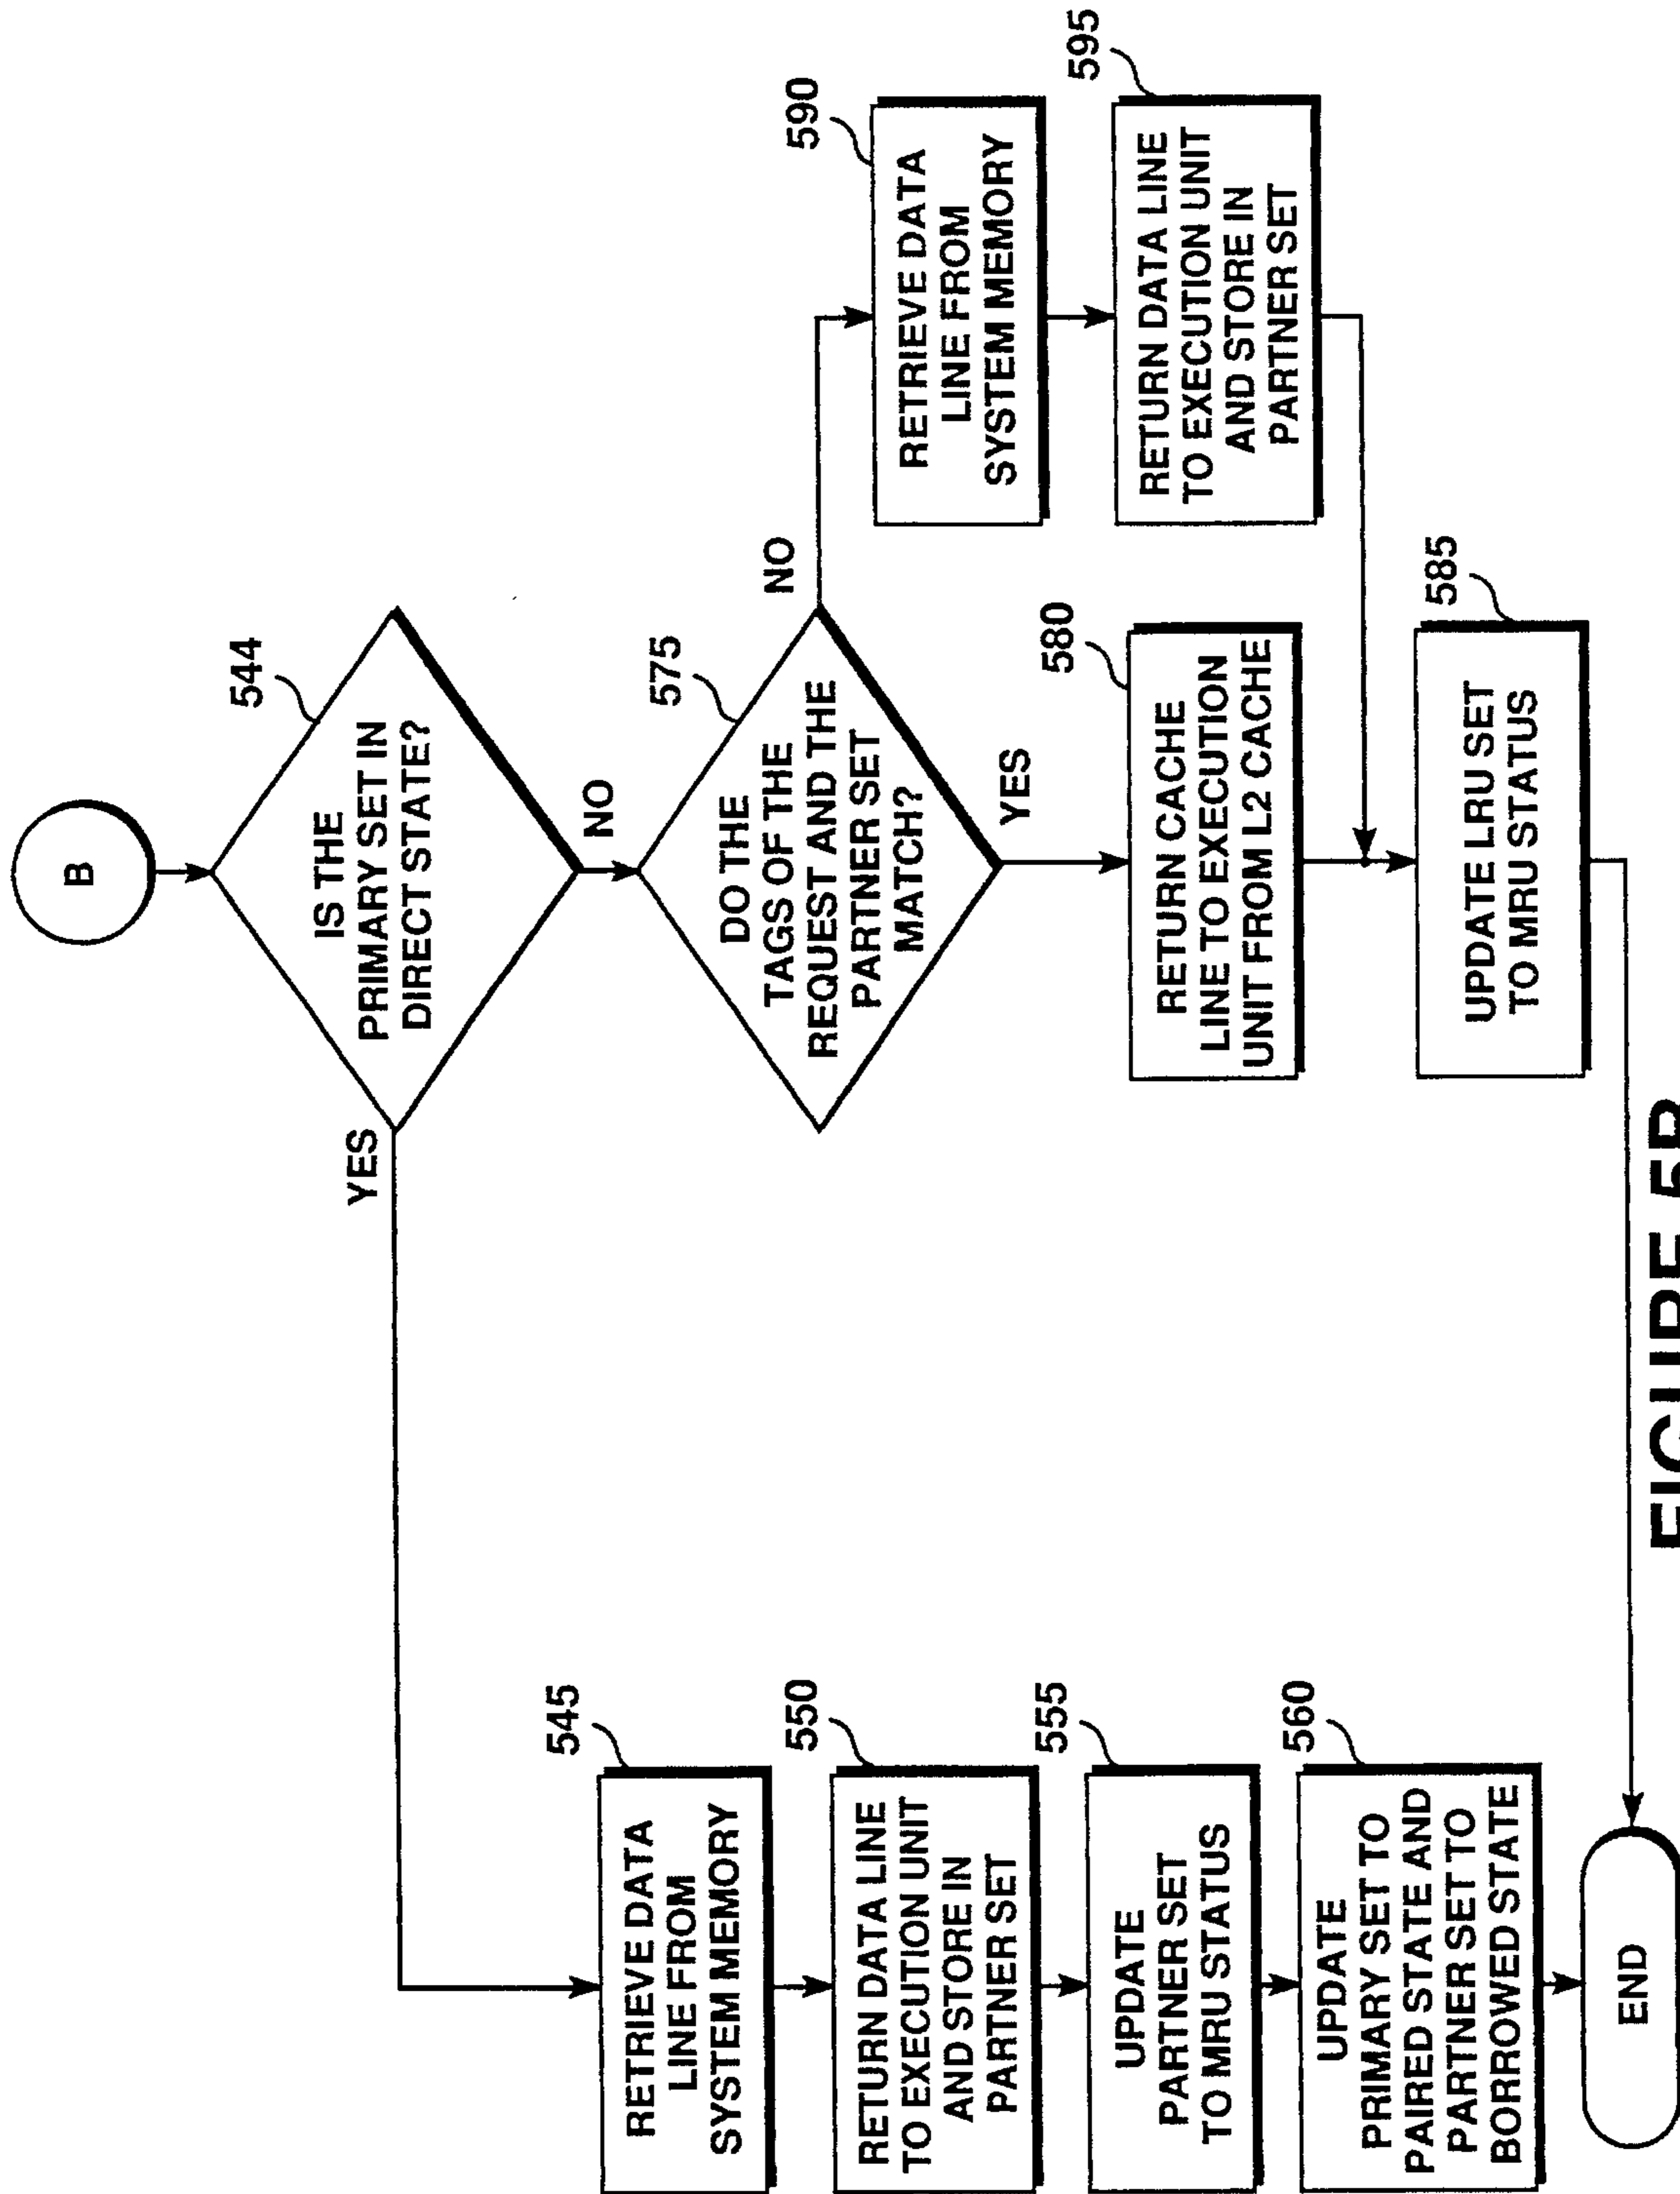 B
544
IS THE
PRIMARY SET IN
DIRECT STATE?
YES
NO
575
DO THE
TAGS OF THE
REQUEST AND THE
PARTNER SET
MATCH?
NO
YES
590
RETRIEVE DATA
LINE FROM
SYSTEM MEMORY
595
RETURN DATA LINE
TO EXECUTION UNIT
AND STORE IN
PARTNER SET
580
RETURN CACHE
LINE TO EXECUTION
UNIT FROM L2 CACHE
585
UPDATE LRU SET
TO MRU STATUS
545
RETRIEVE DATA
LINE FROM
SYSTEM MEMORY
550
RETURN DATA LINE
TO EXECUTION UNIT
AND STORE IN
PARTNER SET
555
UPDATE
PARTNER SET
TO MRU STATUS
560
UPDATE
PRIMARY SET TO
PAIRED STATE AND
PARTNER SET TO
BORROWED STATE
END
FIGURE 5B